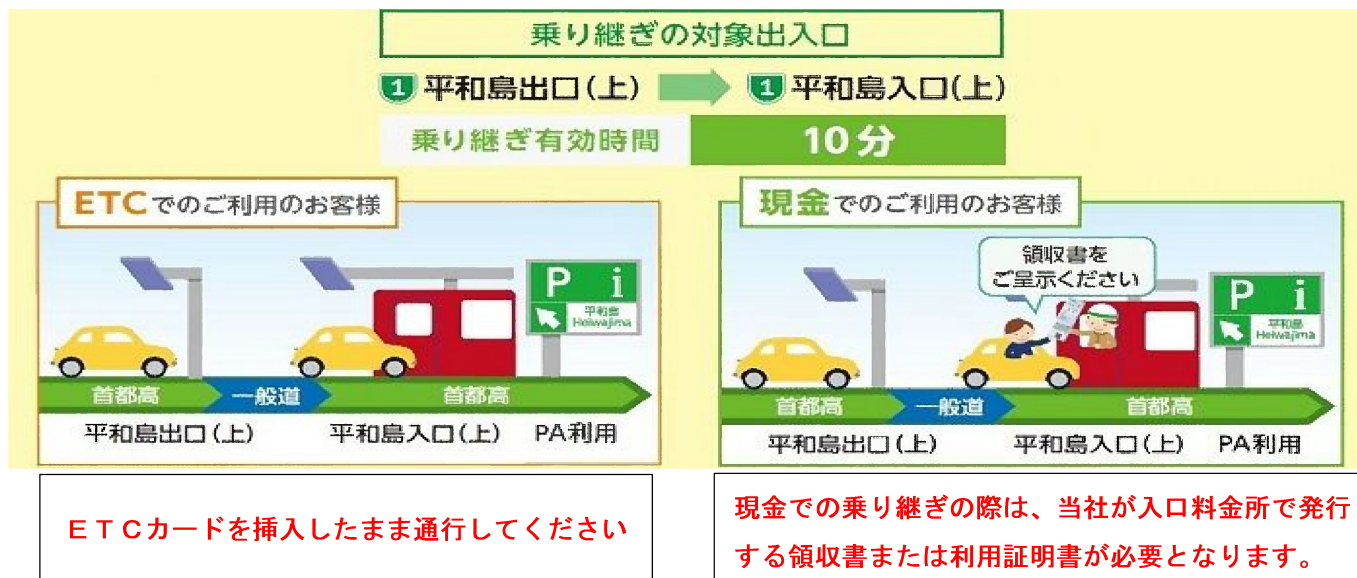 乗り継ぎの対象出入口
1 平和島出口(上) 1 平和島入口(上)
乗り継ぎ有効時間 10分
ETCでのご利用のお客様
P i
平和島
Heiwajima
首都高 一般道 首都高
平和島出口(上) 平和島入口(上) PA利用
ETCカードを挿入したまま通行してください
現金でのご利用のお客様
領収書を
ご呈示ください
P i
平和島
Heiwajima
首都高 一般道 首都高
平和島出口(上) 平和島入口(上) PA利用
現金での乗り継ぎの際は、当社が入口料金所で発行
する領収書または利用証明書が必要となります。